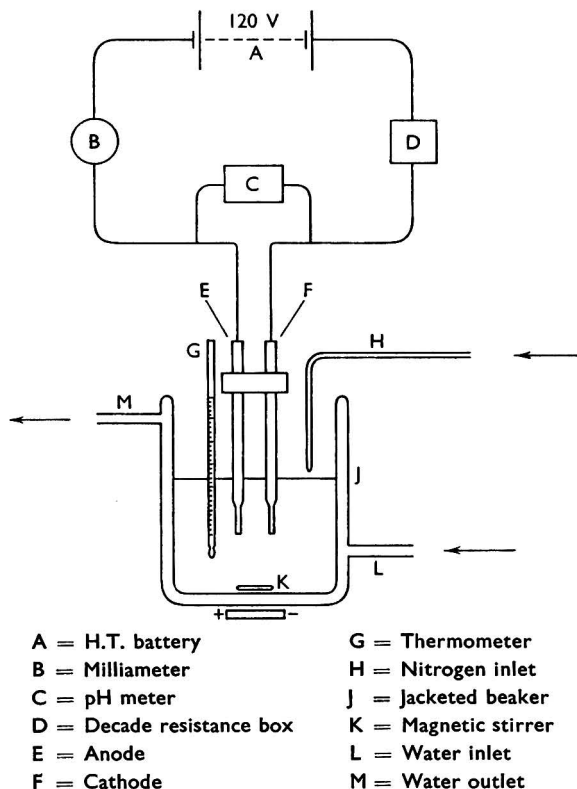 120 V
A
B
D
C
E
F
G
H
M
J
K
L
+ −
A = H.T. battery
B = Milliameter
C = pH meter
D = Decade resistance box
E = Anode
F = Cathode
G = Thermometer
H = Nitrogen inlet
J = Jacketed beaker
K = Magnetic stirrer
L = Water inlet
M = Water outlet